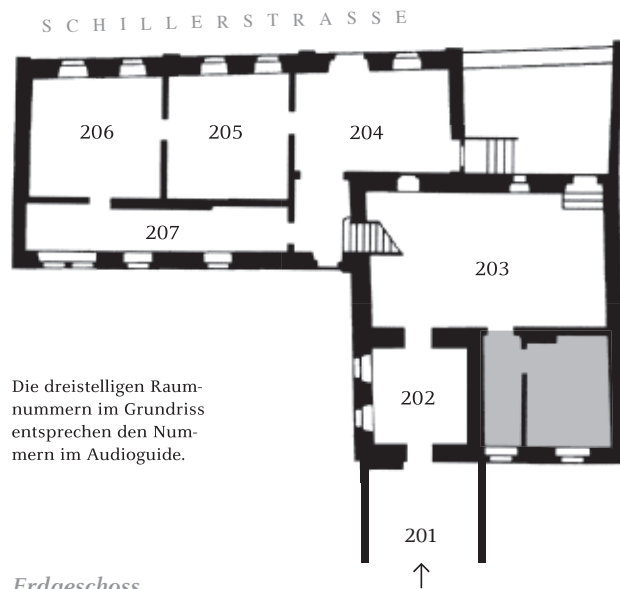 SCHILLERSTRASSE
206
205
204
207
203
Die dreistelligen Raum-
nummern im Grundriss
entsprechen den Num-
mern im Audioguide.
202
201
Erdgeschoss